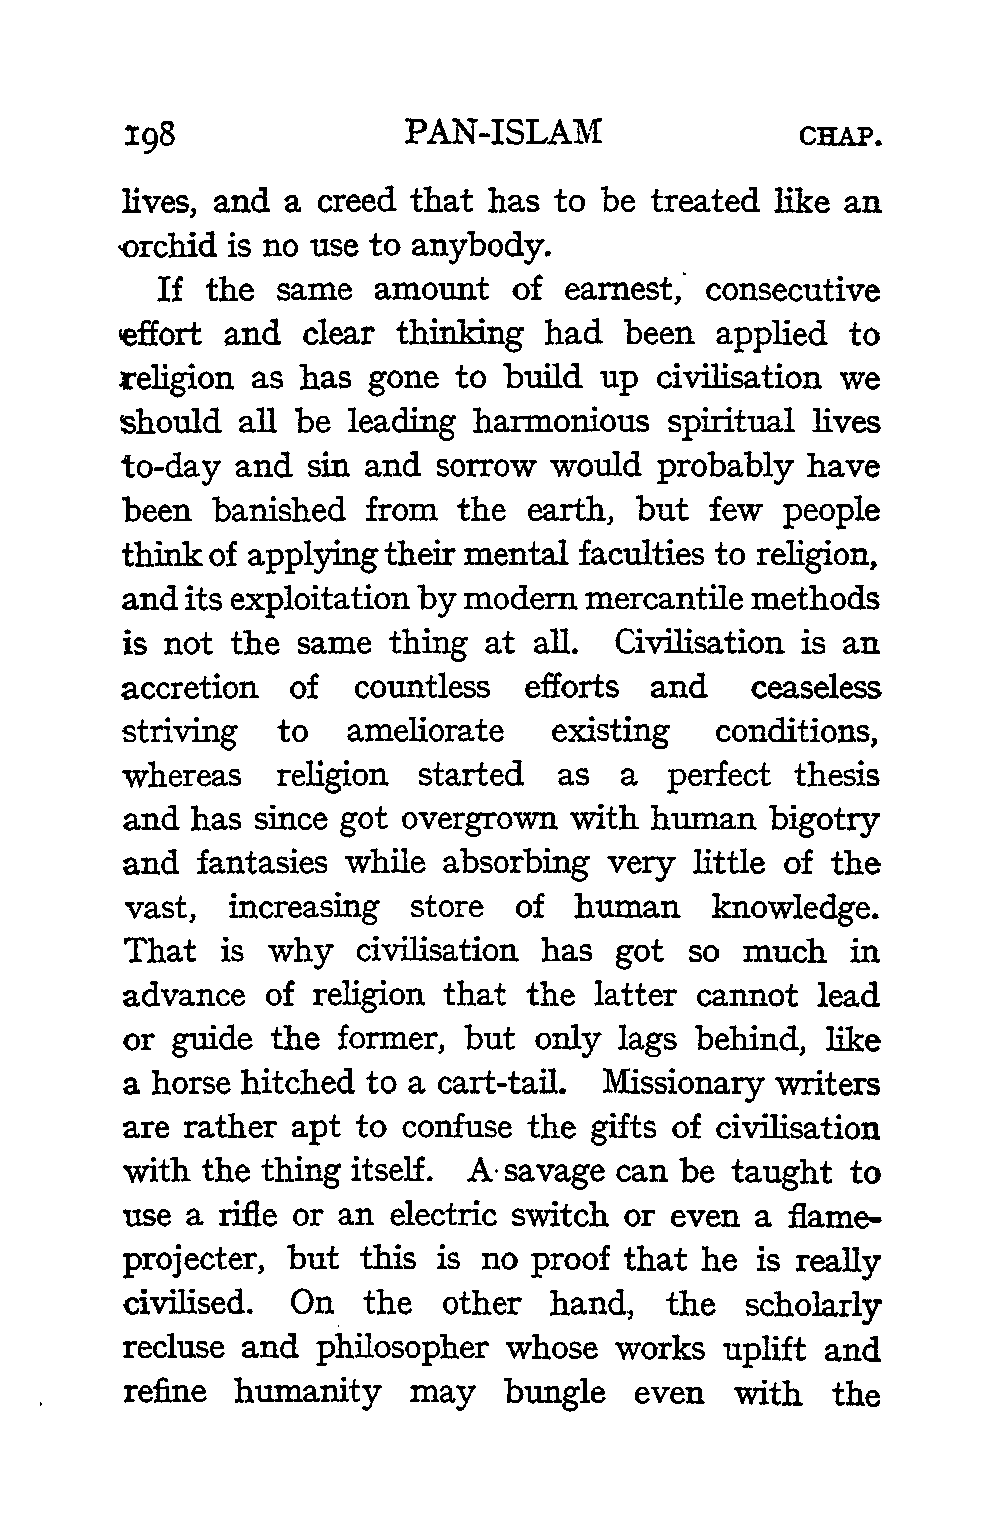 198 PAN-ISLAM CHAP.
lives, and a creed that has to be treated like an
orchid is no use to anybody.
If the same amount of earnest, consecutive
effort and clear thinking had been applied to
religion as has gone to build up civilisation we
should all be leading harmonious spiritual lives
to-day and sin and sorrow would probably have
been banished from the earth, but few people
think of applying their mental faculties to religion,
and its exploitation by modern mercantile methods
is not the same thing at all. Civilisation is an
accretion of countless efforts and ceaseless
striving to ameliorate existing conditions,
whereas religion started as a perfect thesis
and has since got overgrown with human bigotry
and fantasies while absorbing very little of the
vast, increasing store of human knowledge.
That is why civilisation has got so much in
advance of religion that the latter cannot lead
or guide the former, but only lags behind, like
a horse hitched to a cart-tail. Missionary writers
are rather apt to confuse the gifts of civilisation
with the thing itself. A savage can be taught to
use a rifle or an electric switch or even a flame-
projecter, but this is no proof that he is really
civilised. On the other hand, the scholarly
recluse and philosopher whose works uplift and
refine humanity may bungle even with the